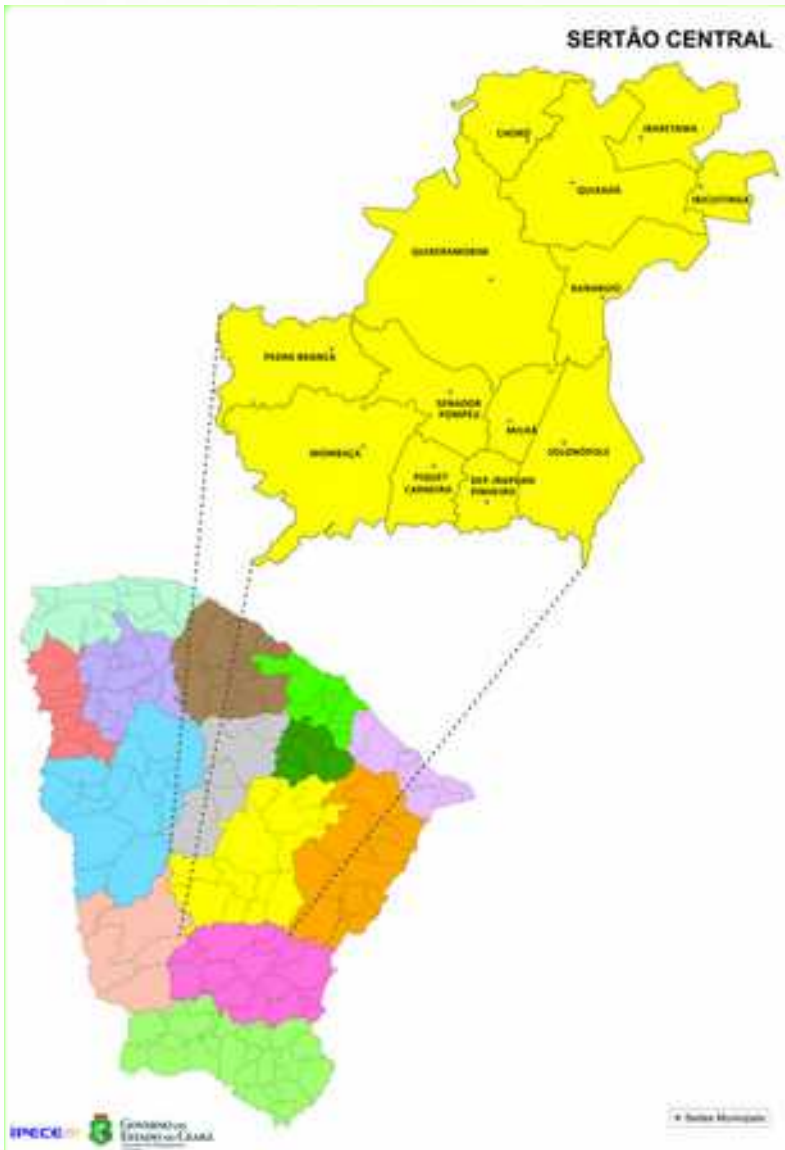 SERTÃO CENTRAL
CHORÓ
IBARETAMA
QUIXADÁ
IBICUITINGA
QUIXERAMOBIM
BANABUIÚ
PEDRA BRANCA
SENADOR
POMPEU
MILHÃ
SOLONÓPOLE
MOMBAÇA
PIQUET
CARNEIRO
DEP. IRAPUAN
PINHEIRO
IPECE
GOVERNO DO
ESTADO DO CEARÁ
Sedes Municipais